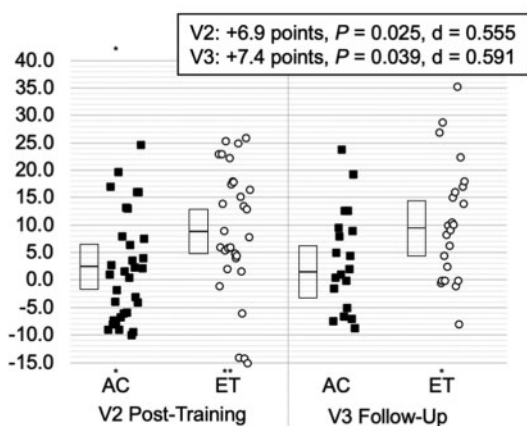 V2: +6.9 points, P = 0.025, d = 0.555
V3: +7.4 points, P = 0.039, d = 0.591
40.0
35.0
30.0
25.0
20.0
15.0
10.0
5.0
0.0
-5.0
-10.0
-15.0
*
* ** *
AC ET AC ET
V2 Post-Training V3 Follow-Up